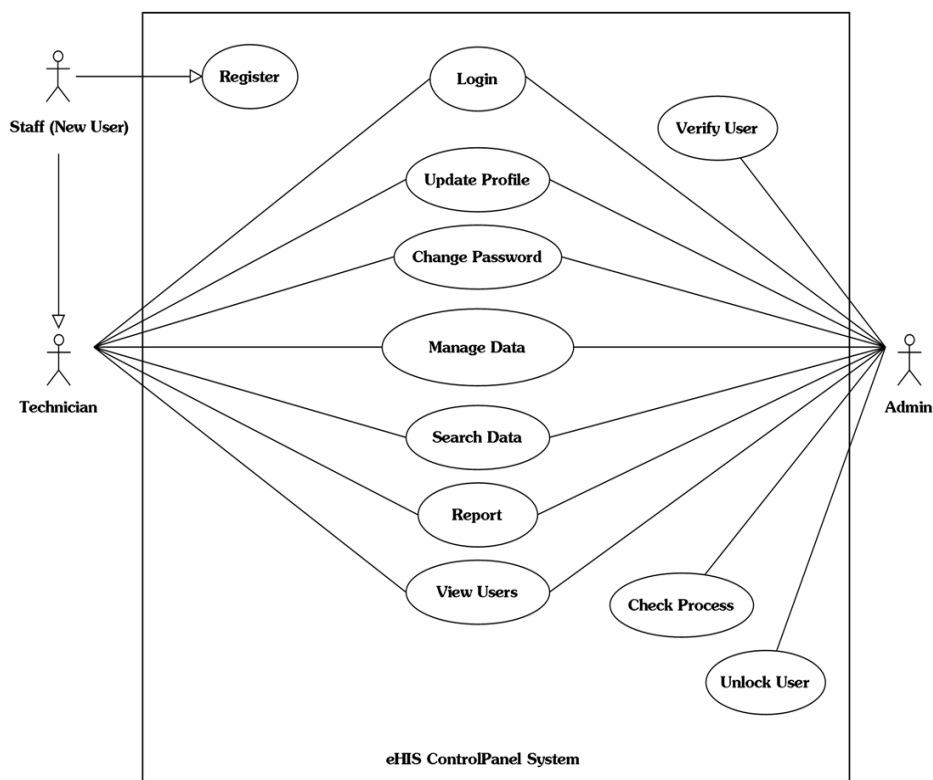 Register
Login
Staff (New User)
Verify User
Update Profile
Change Password
Manage Data
Technician
Admin
Search Data
Report
View Users
Check Process
Unlock User
eHIS ControlPanel System